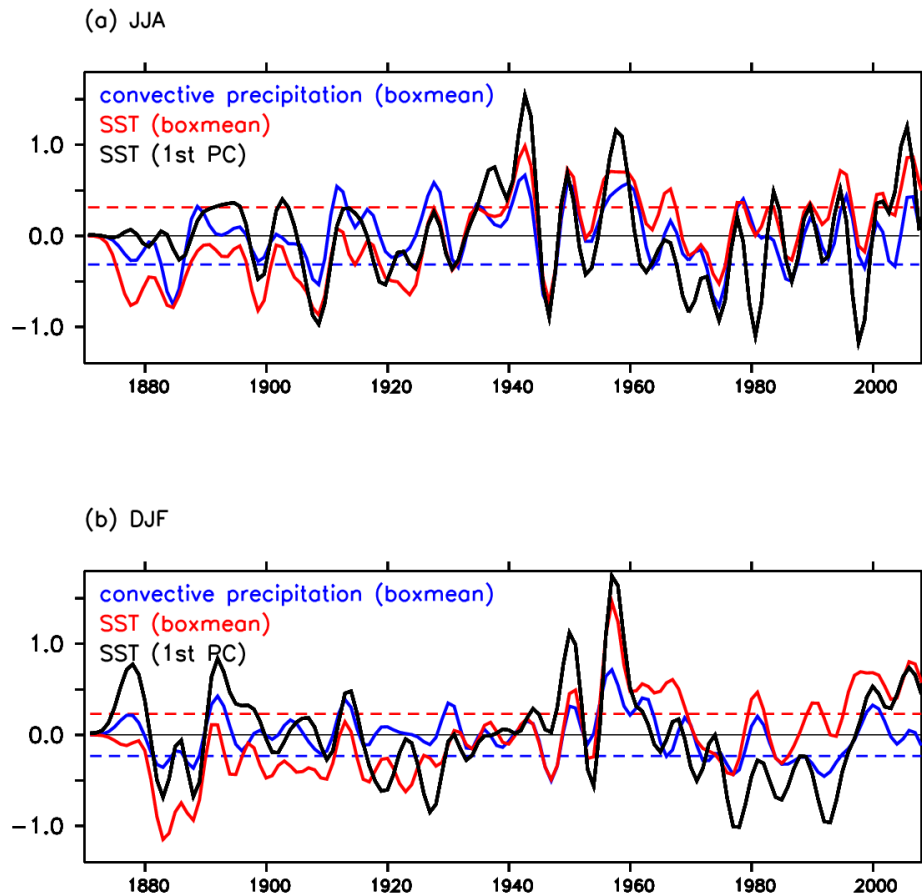 (a) JJA
convective precipitation (boxmean)
SST (boxmean)
SST (1st PC)
1.0
0.0
-1.0
1880 1900 1920 1940 1960 1980 2000
(b) DJF
convective precipitation (boxmean)
SST (boxmean)
SST (1st PC)
1.0
0.0
-1.0
1880 1900 1920 1940 1960 1980 2000